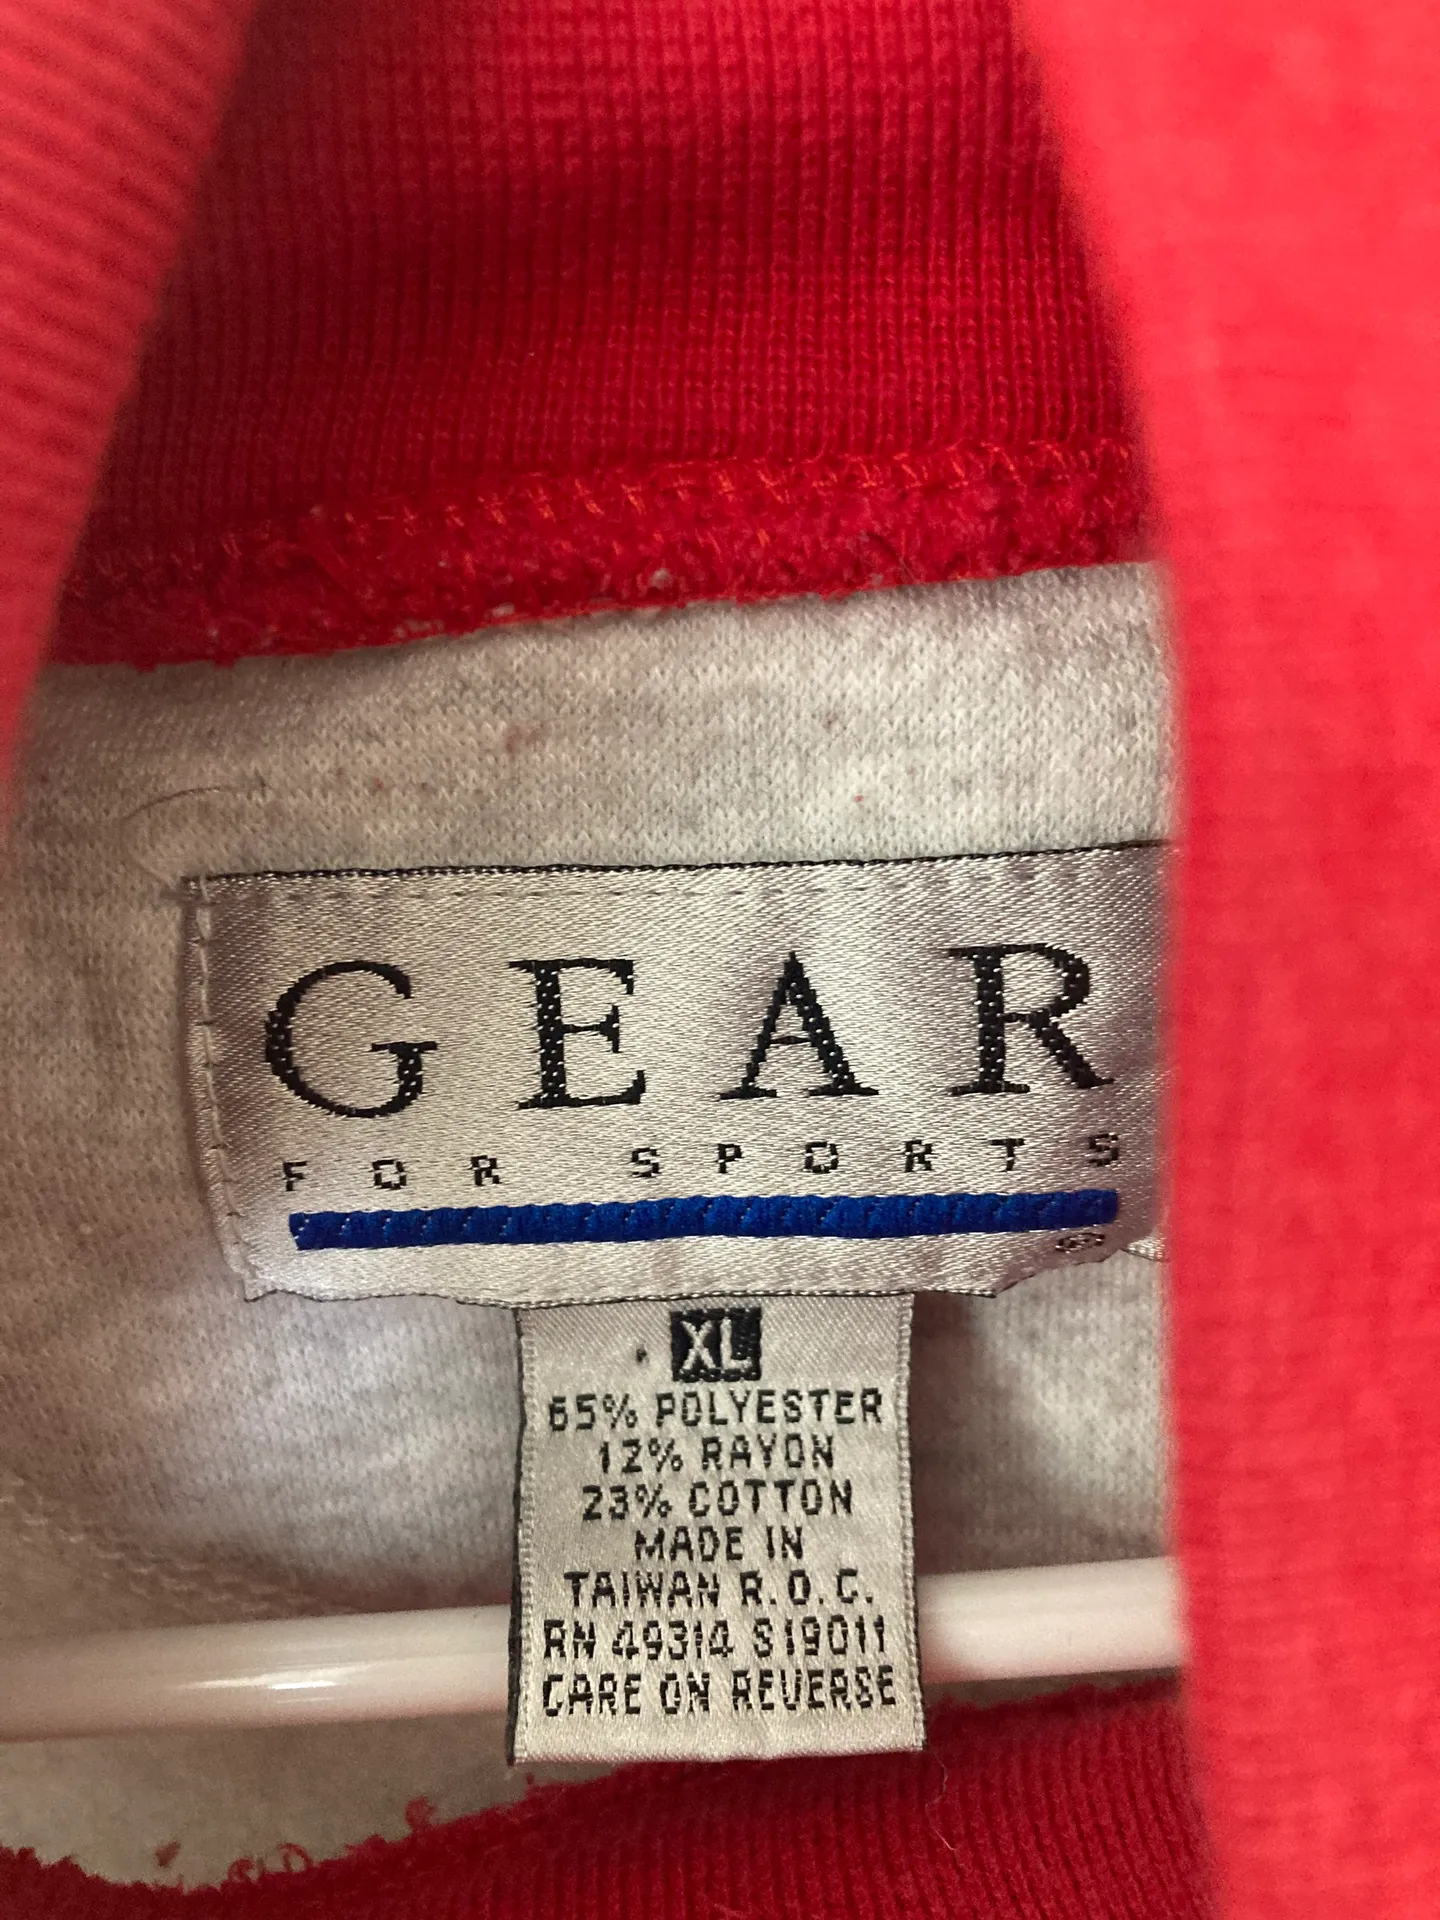 GEAR
FOR SPORTS
®
XL
65% POLYESTER
12% RAYON
23% COTTON
MADE IN
TAIWAN R.O.C.
RN 49314 S19011
CARE ON REVERSE